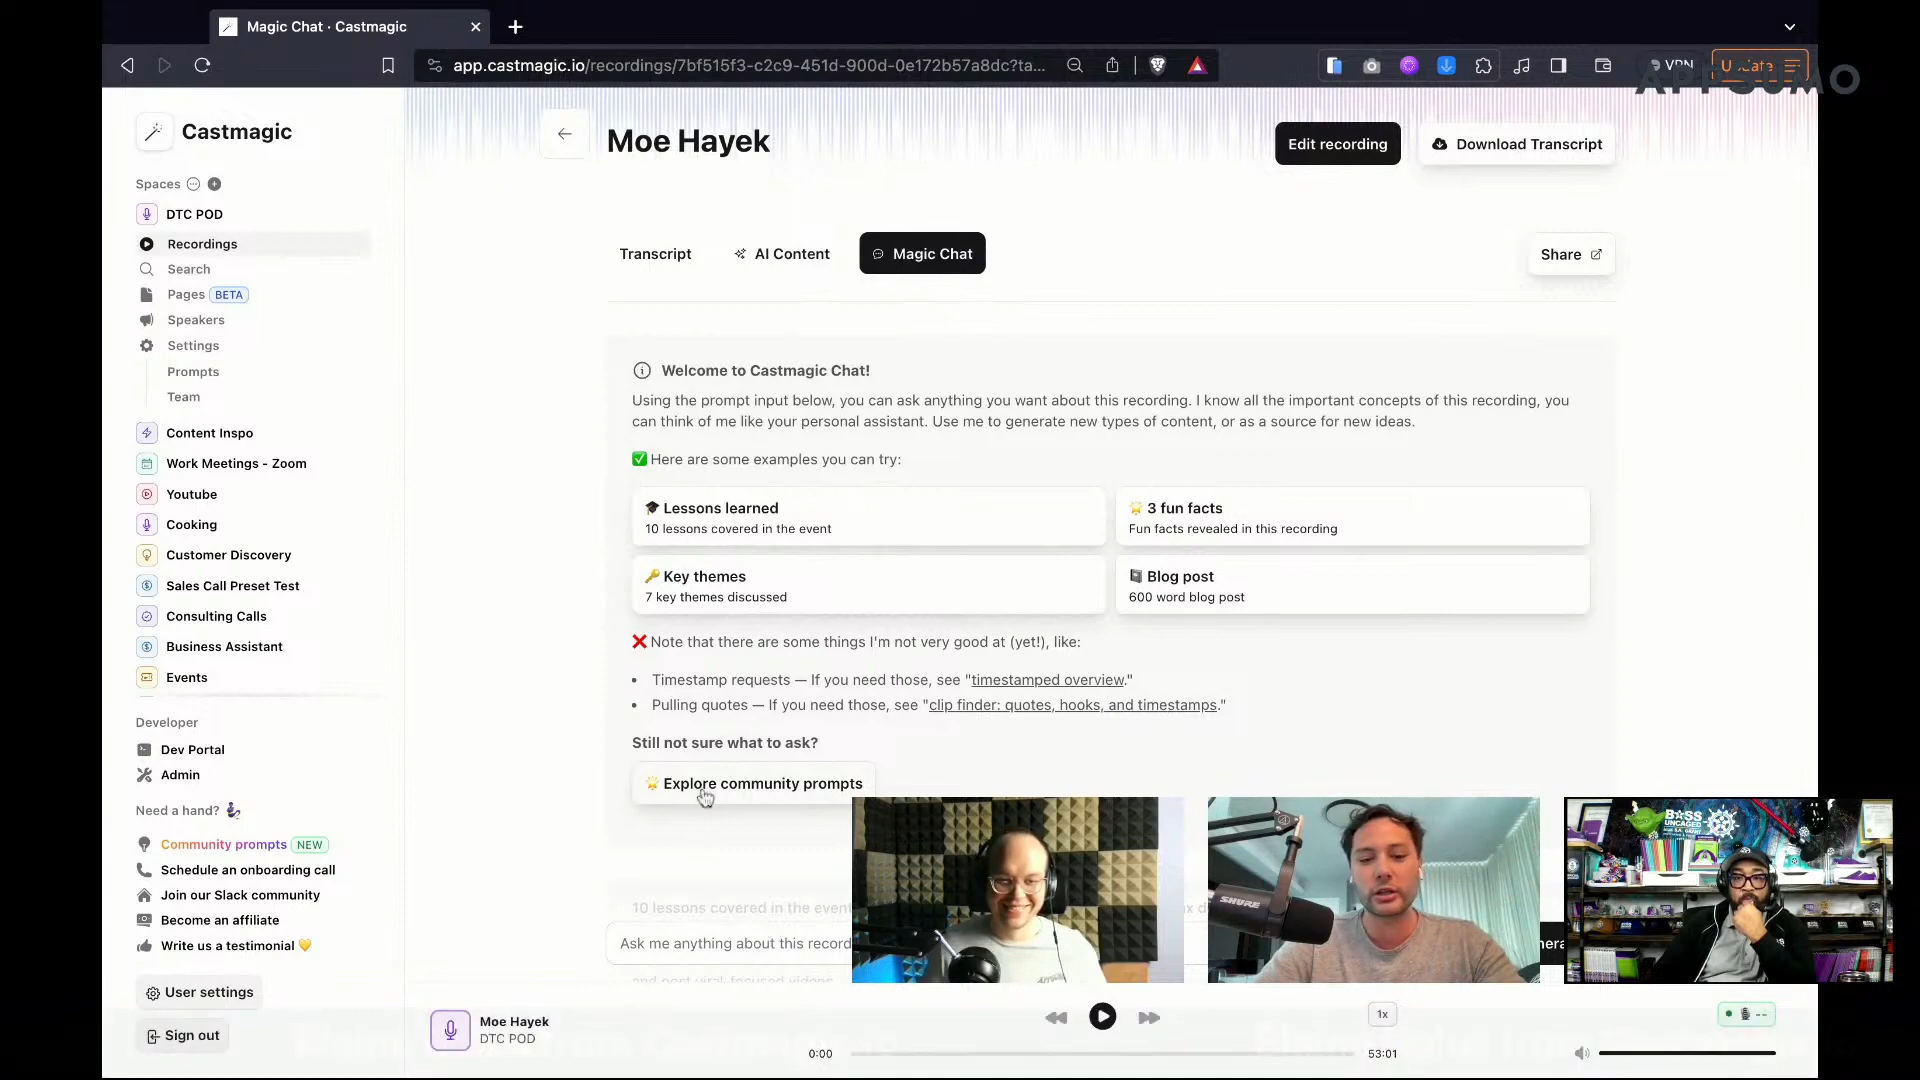 Magic Chat · Castmagic
app.castmagic.io/recordings/7bf515f3-c2c9-451d-900d-0e172b57a8dc?ta...
VPN
Update
APPSUMO
Castmagic
Spaces
DTC POD
Recordings
Search
Pages BETA
Speakers
Settings
Prompts
Team
Content Inspo
Work Meetings - Zoom
Youtube
Cooking
Customer Discovery
Sales Call Preset Test
Consulting Calls
Business Assistant
Events
Developer
Dev Portal
Admin
Need a hand?
Community prompts NEW
Schedule an onboarding call
Join our Slack community
Become an affiliate
Write us a testimonial 💛
User settings
Sign out
Moe Hayek
Edit recording
Download Transcript
Transcript
AI Content
Magic Chat
Share
Welcome to Castmagic Chat!
Using the prompt input below, you can ask anything you want about this recording. I know all the important concepts of this recording, you
can think of me like your personal assistant. Use me to generate new types of content, or as a source for new ideas.
✅ Here are some examples you can try:
🎓 Lessons learned
10 lessons covered in the event
🌟 3 fun facts
Fun facts revealed in this recording
🔑 Key themes
7 key themes discussed
📓 Blog post
600 word blog post
❌ Note that there are some things I'm not very good at (yet!), like:
• Timestamp requests — If you need those, see "timestamped overview."
• Pulling quotes — If you need those, see "clip finder: quotes, hooks, and timestamps."
Still not sure what to ask?
🌟 Explore community prompts
10 lessons covered in the event
Ask me anything about this record
and post viral-focused videos
SHURE
BOSS
UNCAGED
Moe Hayek
DTC POD
1x
--
0:00
53:01